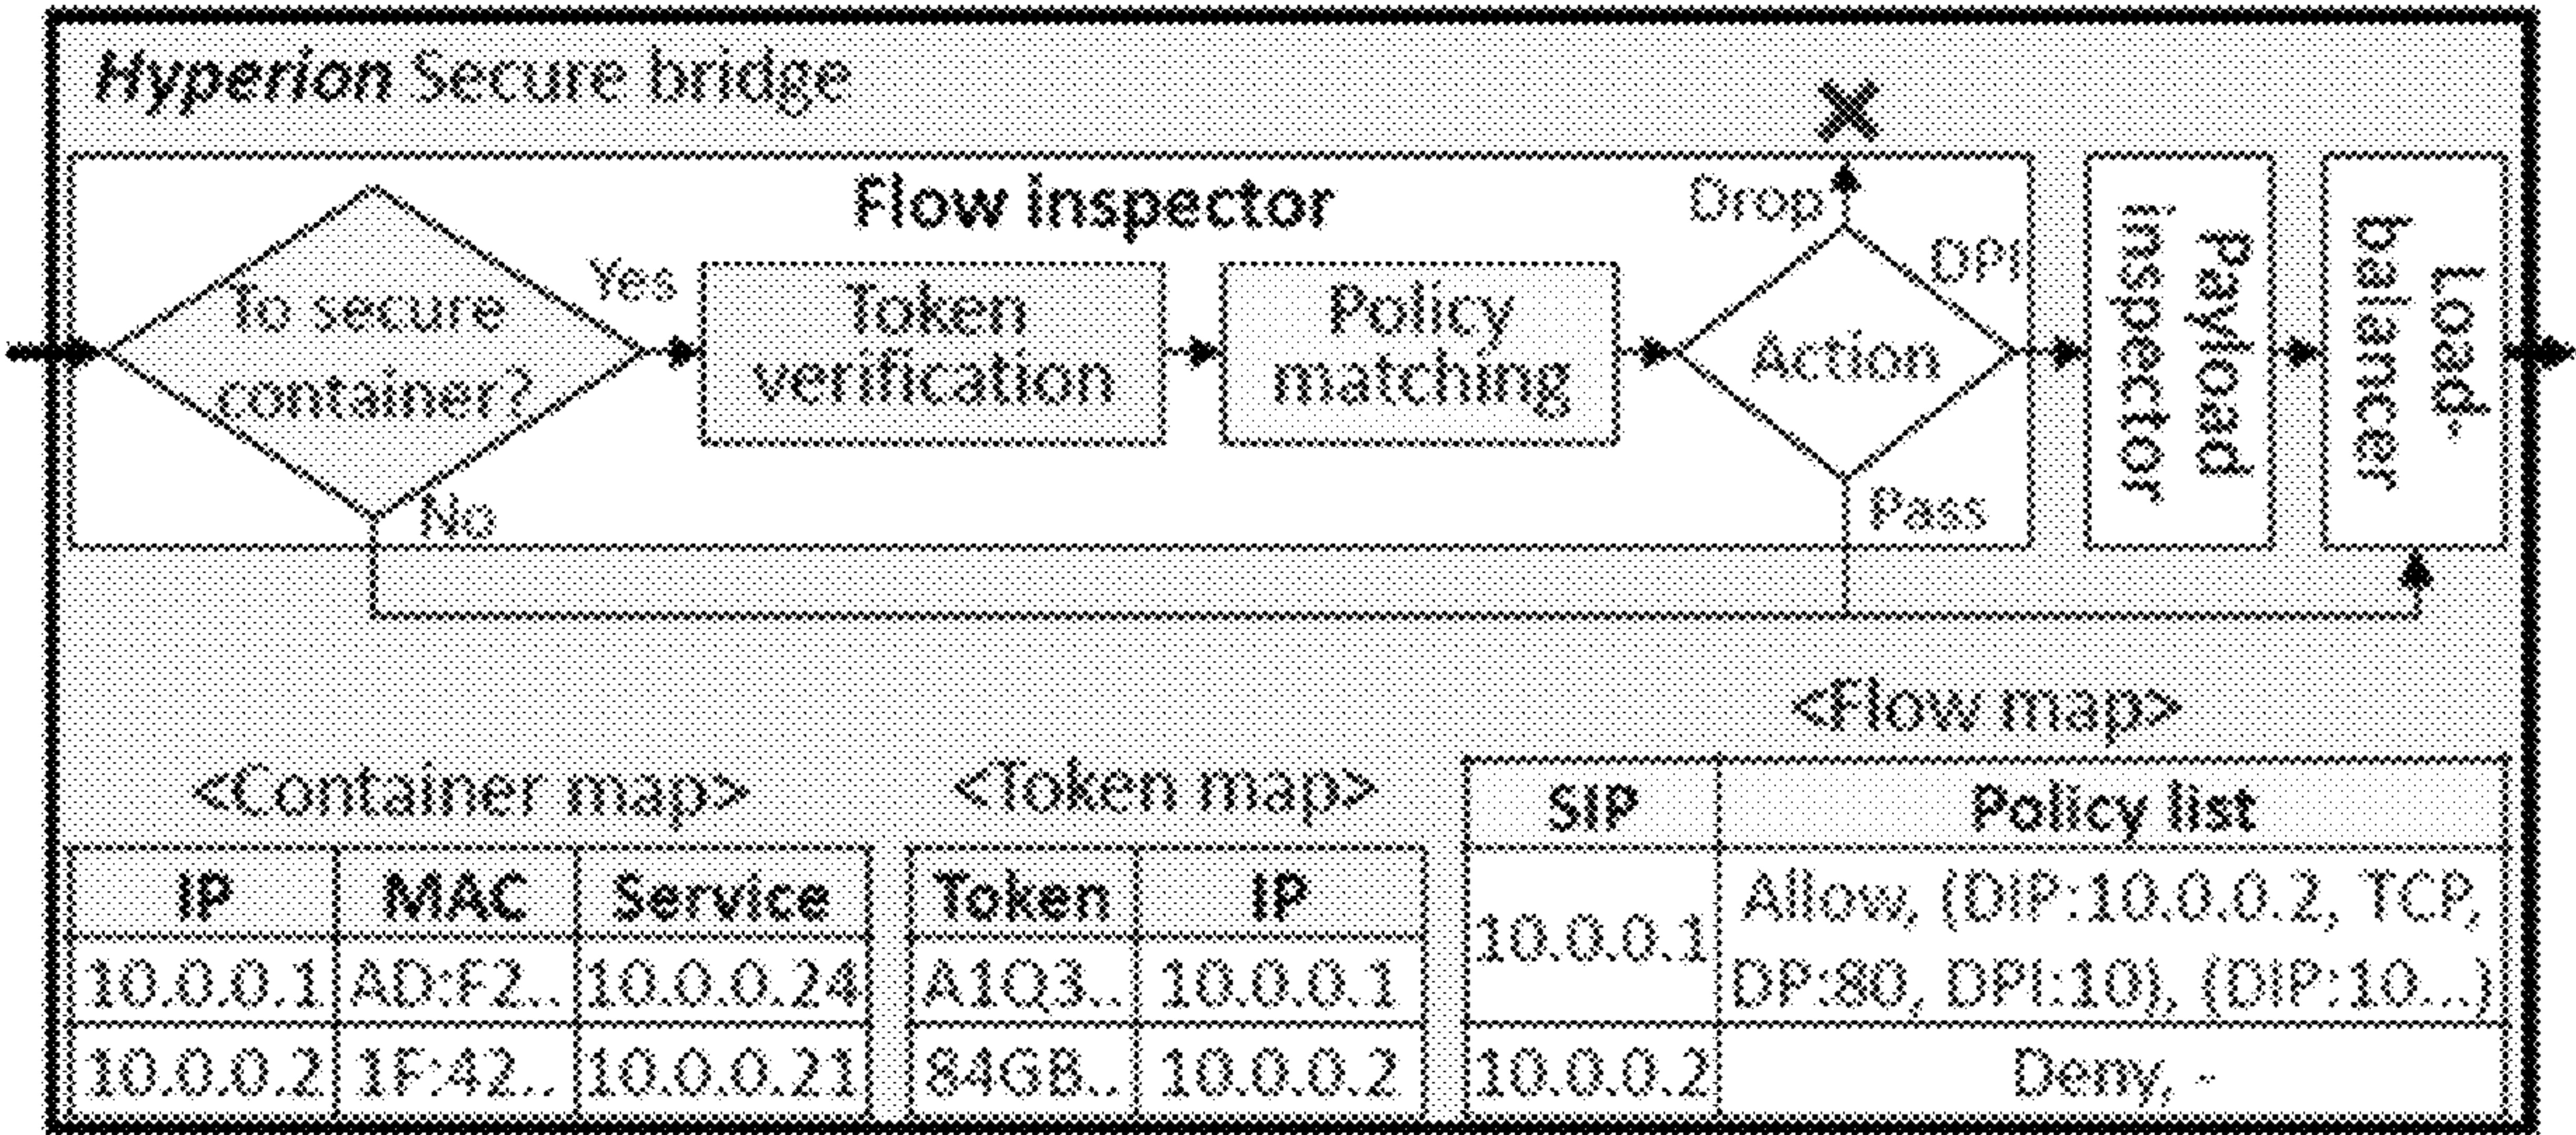 Hyperion Secure bridge
Flow inspector
To secure
container?
Yes
No
Token
verification
Policy
matching
Drop
Action
DPI
Pass
Payload
inspector
Load-
balancer
<Container map>
IP MAC Service
10.0.0.1 AD:F2.. 10.0.0.24
10.0.0.2 1F:42.. 10.0.0.21
<Token map>
Token IP
A1Q3.. 10.0.0.1
84GB.. 10.0.0.2
<Flow map>
SIP Policy list
10.0.0.1 Allow, (DIP:10.0.0.2, TCP,
DP:80, DPI:10), (DIP:10...)
10.0.0.2 Deny, -